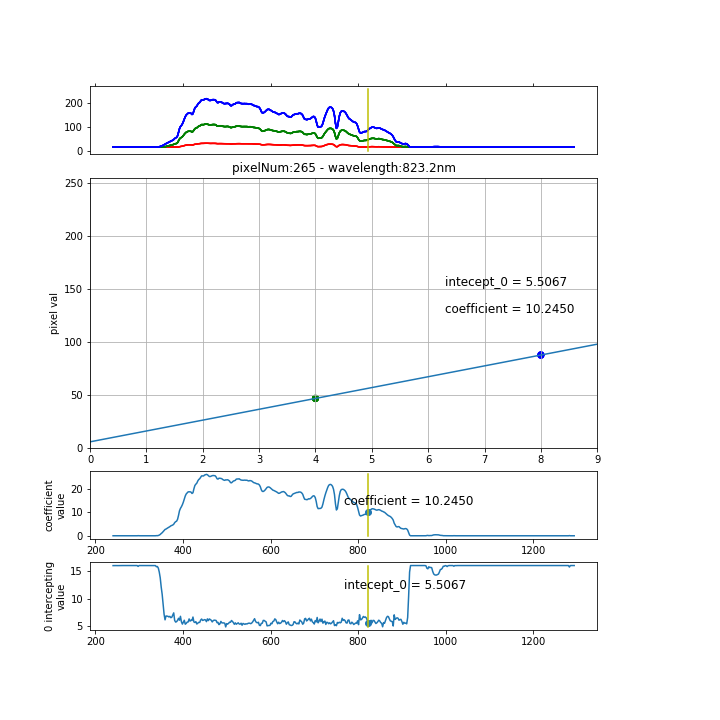 200
100
0
pixelNum:265 - wavelength:823.2nm
250
200
150
100
50
0
pixel val
intecept_0 = 5.5067
coefficient = 10.2450
0 1 2 3 4 5 6 7 8 9
20
10
0
coefficient
value
coefficient = 10.2450
200 400 600 800 1000 1200
15
10
5
0 intercepting
value
intecept_0 = 5.5067
200 400 600 800 1000 1200